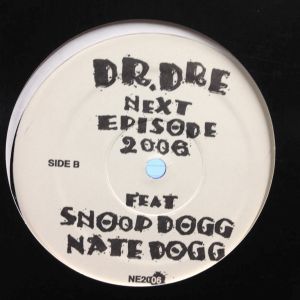 DR.DRE
NEXT
EPISODE
2006
SIDE B
FEAT
SNOOP DOGG
NATE DOGG
NE2006